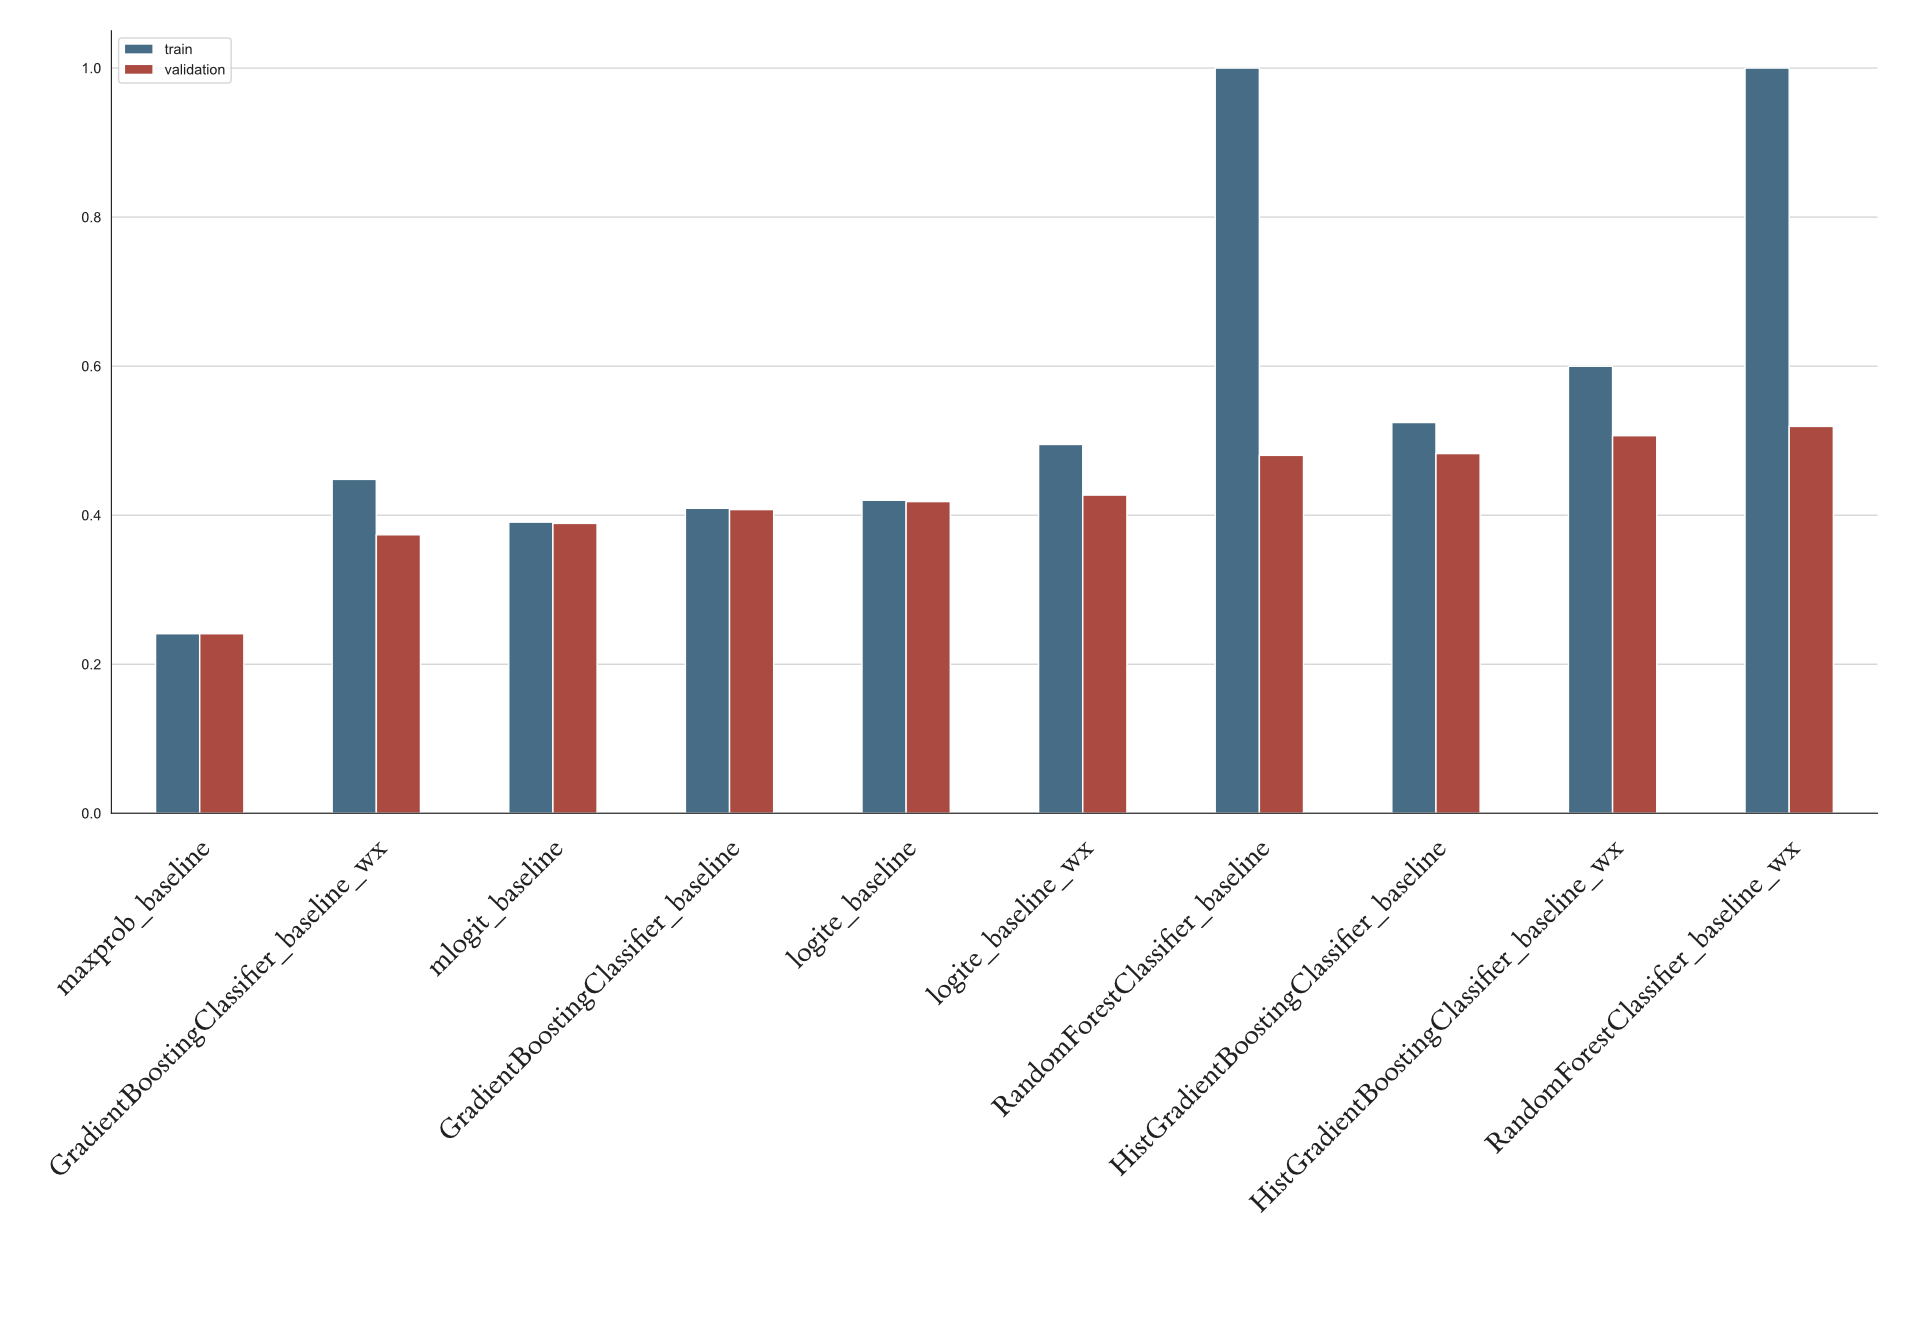 train
validation
1.0
0.8
0.6
0.4
0.2
0.0
maxprob_baseline
GradientBoostingClassifier_baseline_wx
mlogit_baseline
GradientBoostingClassifier_baseline
logite_baseline
logite_baseline_wx
RandomForestClassifier_baseline
HistGradientBoostingClassifier_baseline
HistGradientBoostingClassifier_baseline_wx
RandomForestClassifier_baseline_wx